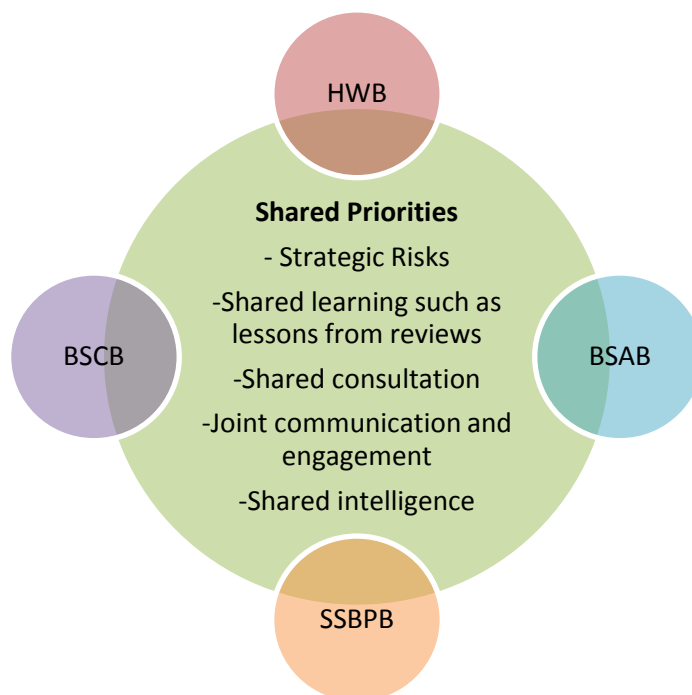 HWB
Shared Priorities
- Strategic Risks
-Shared learning such as
lessons from reviews
BSCB
BSAB
-Shared consultation
-Joint communication and
engagement
-Shared intelligence
SSBPB